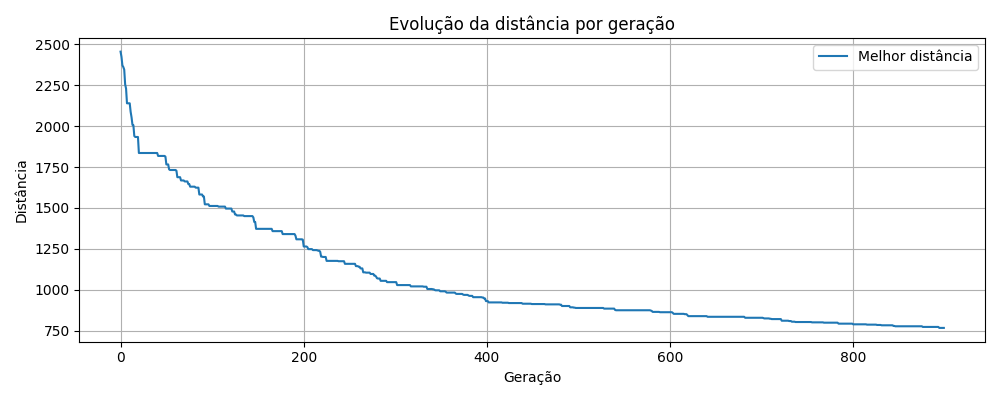 Evolução da distância por geração
Melhor distância
Distância
2500
2250
2000
1750
1500
1250
1000
750
0 200 400 600 800
Geração